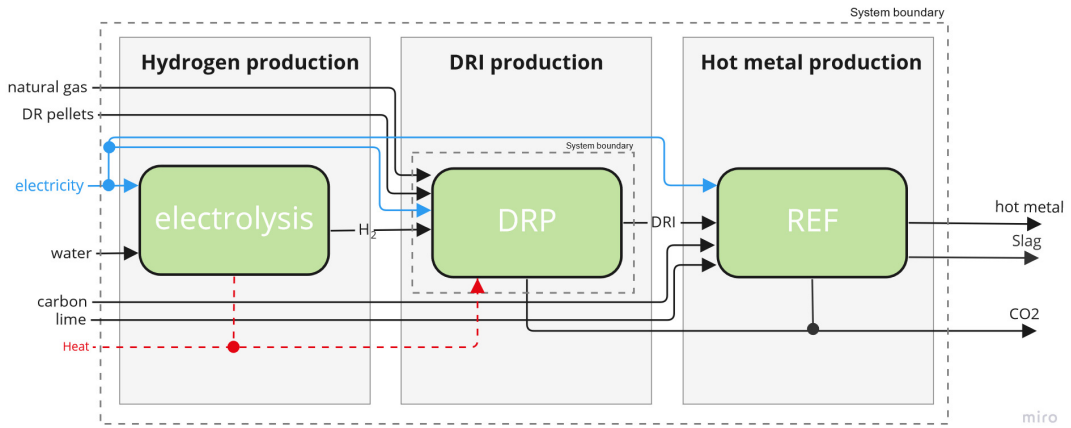 System boundary
Hydrogen production
DRI production
Hot metal production
natural gas
DR pellets
System boundary
electricity
electrolysis
H2
DRP
DRI
REF
hot metal
Slag
water
carbon
lime
CO2
Heat
miro